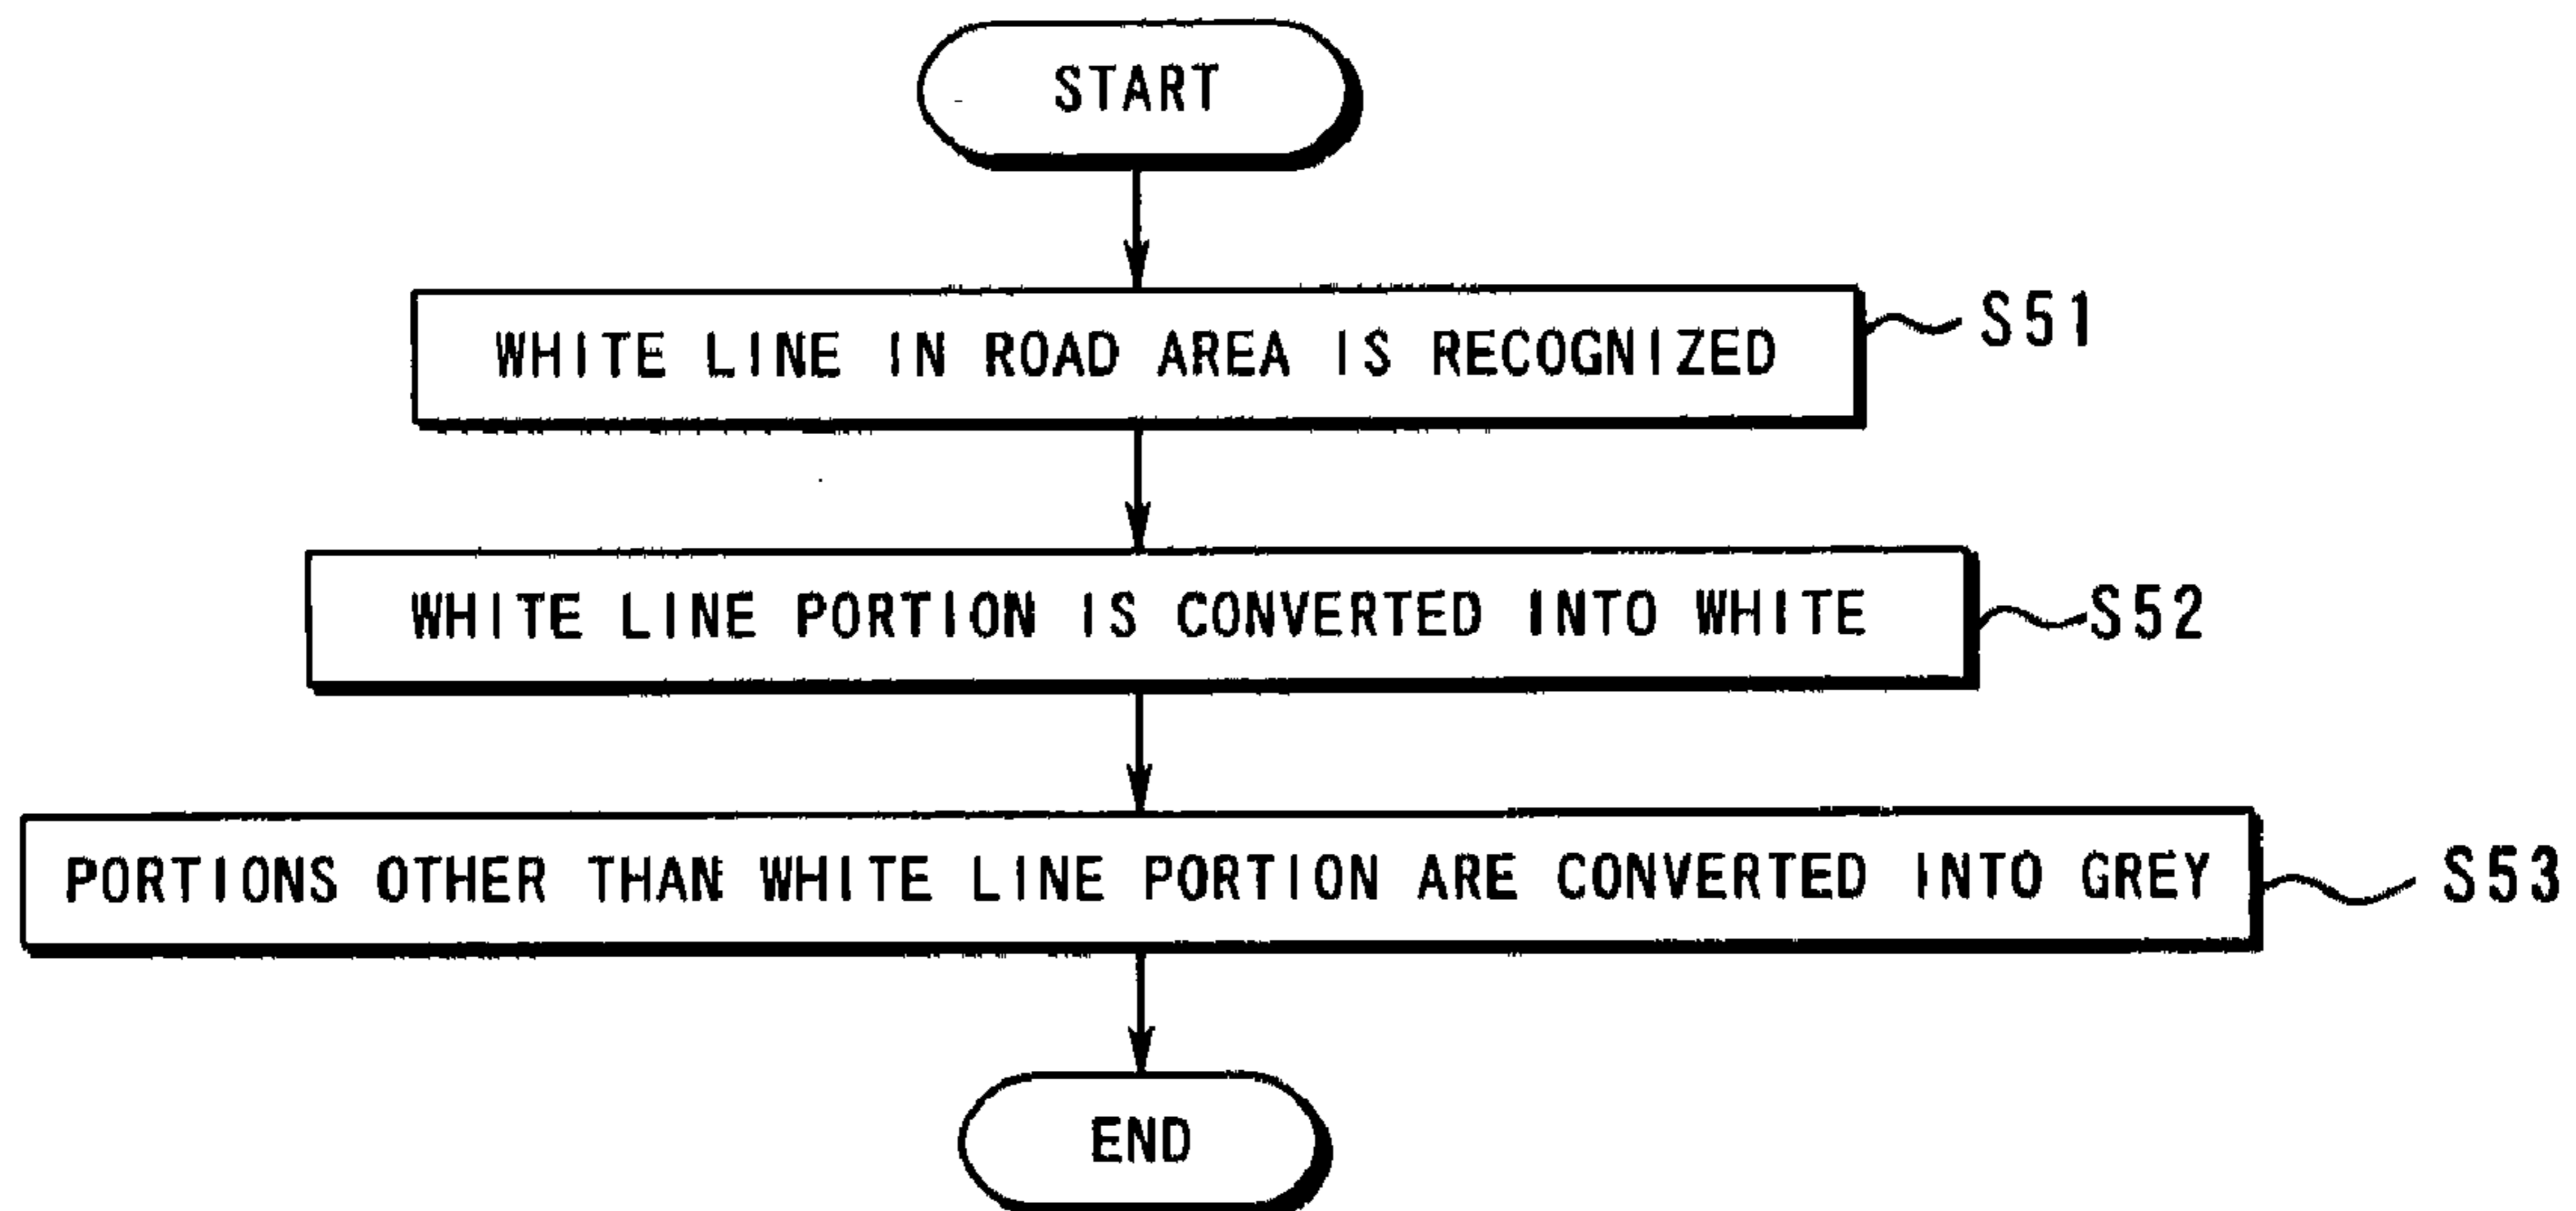 START
WHITE LINE IN ROAD AREA IS RECOGNIZED
S51
WHITE LINE PORTION IS CONVERTED INTO WHITE
S52
PORTIONS OTHER THAN WHITE LINE PORTION ARE CONVERTED INTO GREY
S53
END